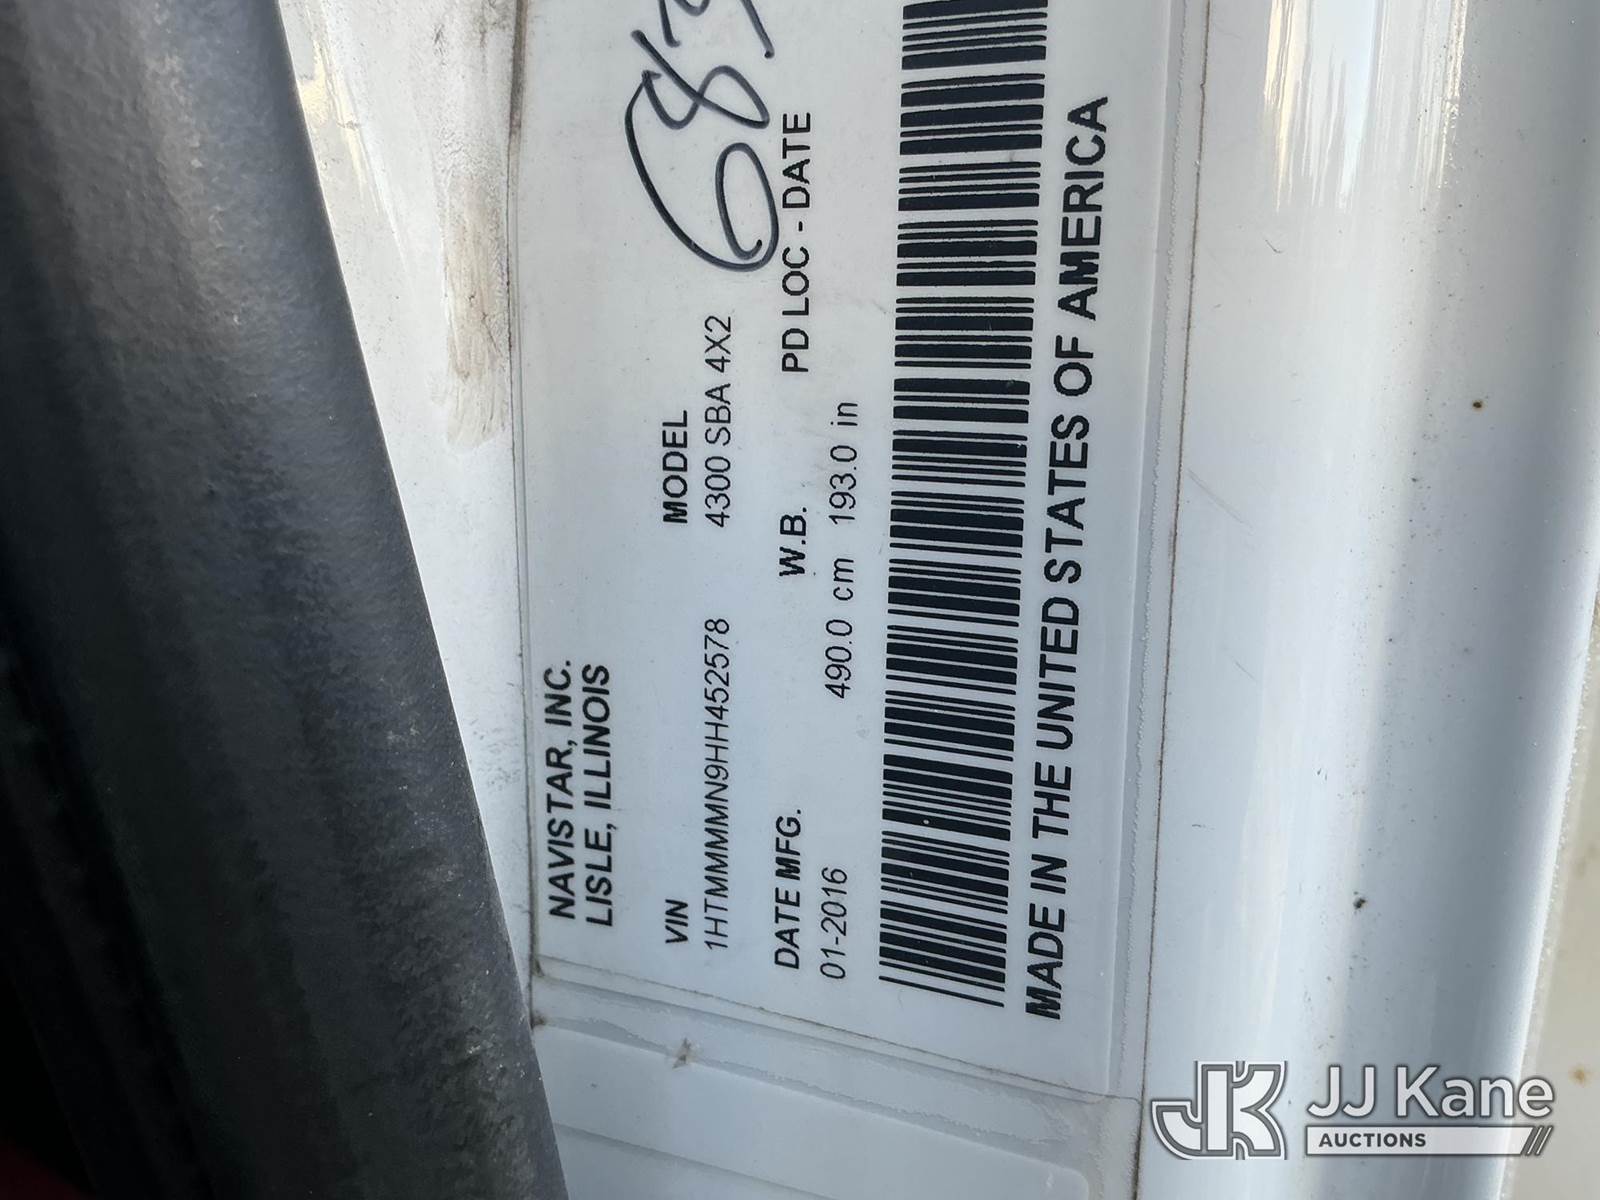 NAVISTAR, INC.
LISLE, ILLINOIS
VIN MODEL
1HTMMMMN9HH452578 4300 SBA 4X2
DATE MFG. W.B. PD LOC - DATE
01-2016 490.0 cm 193.0 in
MADE IN THE UNITED STATES OF AMERICA
JJ Kane
AUCTIONS